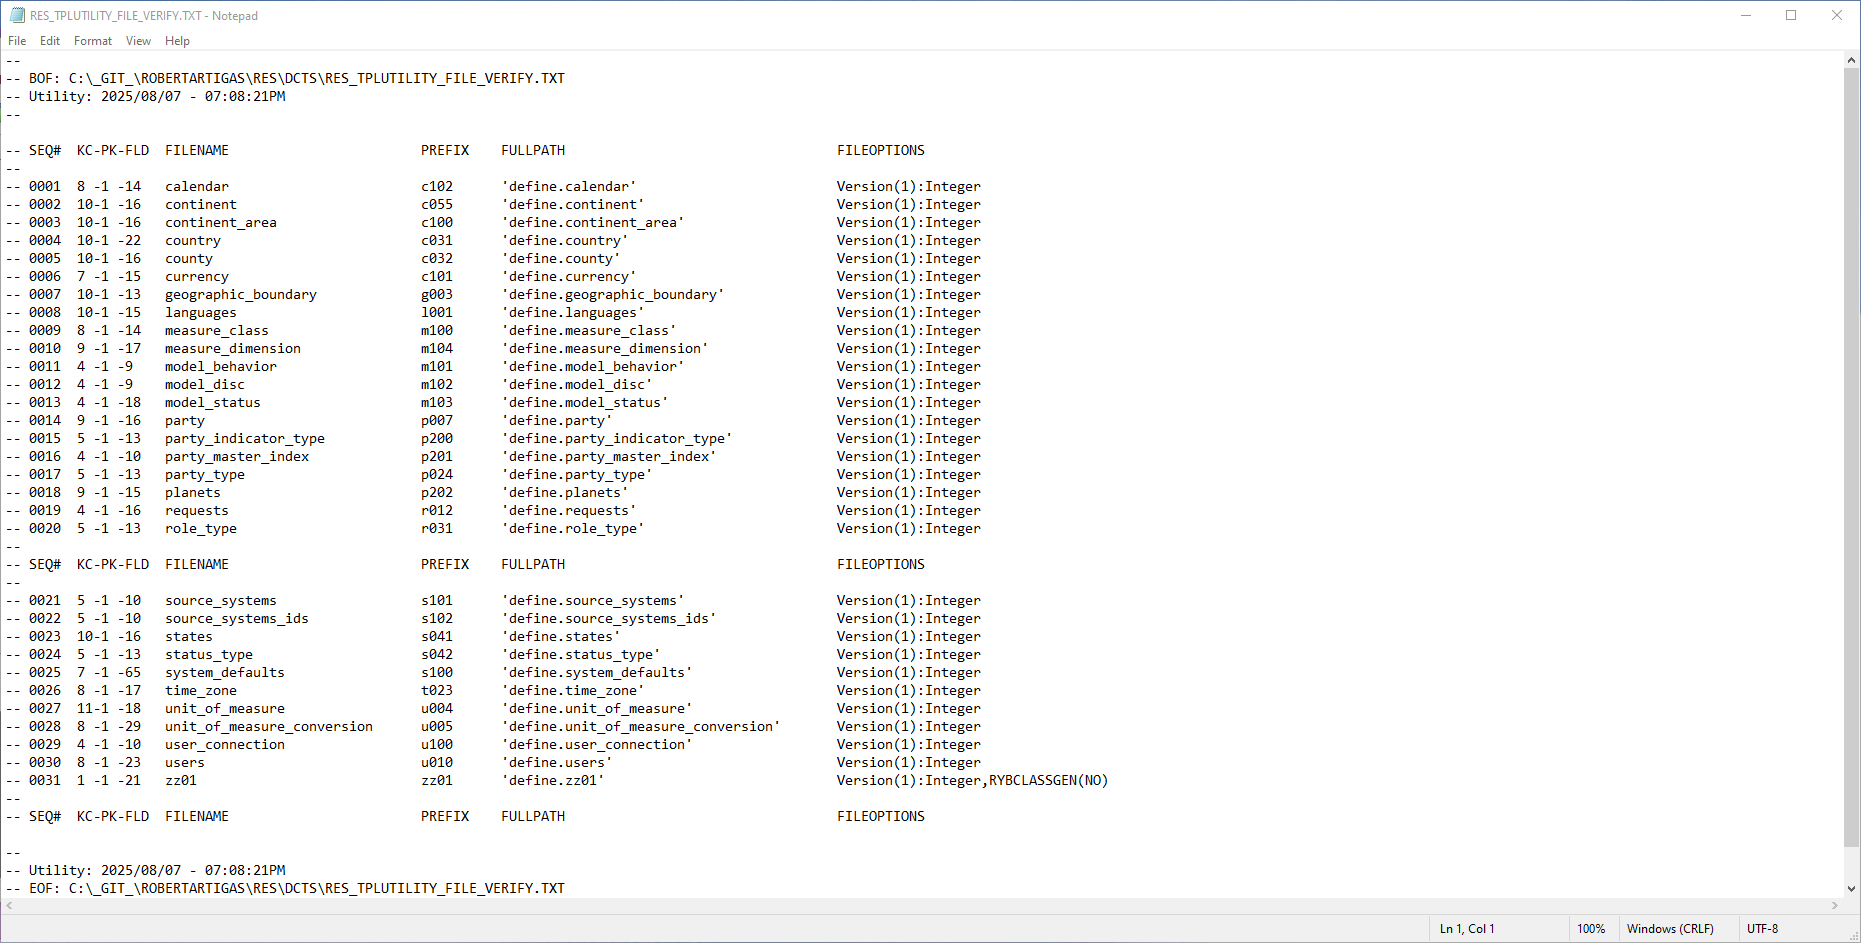 RES_TPLUTILITY_FILE_VERIFY.TXT - Notepad
File Edit Format View Help
--
-- BOF: C:\_GIT_\ROBERTARTIGAS\RES\DCTS\RES_TPLUTILITY_FILE_VERIFY.TXT
-- Utility: 2025/08/07 - 07:08:21PM
--
-- SEQ#  KC-PK-FLD  FILENAME                        PREFIX    FULLPATH                                  FILEOPTIONS
--
-- 0001  8 -1 -14   calendar                        c102      'define.calendar'                         Version(1):Integer
-- 0002  10-1 -16   continent                       c055      'define.continent'                        Version(1):Integer
-- 0003  10-1 -16   continent_area                  c100      'define.continent_area'                   Version(1):Integer
-- 0004  10-1 -22   country                         c031      'define.country'                          Version(1):Integer
-- 0005  10-1 -16   county                          c032      'define.county'                           Version(1):Integer
-- 0006  7 -1 -15   currency                        c101      'define.currency'                         Version(1):Integer
-- 0007  10-1 -13   geographic_boundary             g003      'define.geographic_boundary'              Version(1):Integer
-- 0008  10-1 -15   languages                       l001      'define.languages'                        Version(1):Integer
-- 0009  8 -1 -14   measure_class                   m100      'define.measure_class'                    Version(1):Integer
-- 0010  9 -1 -17   measure_dimension               m104      'define.measure_dimension'                Version(1):Integer
-- 0011  4 -1 -9    model_behavior                  m101      'define.model_behavior'                   Version(1):Integer
-- 0012  4 -1 -9    model_disc                      m102      'define.model_disc'                       Version(1):Integer
-- 0013  4 -1 -18   model_status                    m103      'define.model_status'                     Version(1):Integer
-- 0014  9 -1 -16   party                           p007      'define.party'                            Version(1):Integer
-- 0015  5 -1 -13   party_indicator_type            p200      'define.party_indicator_type'             Version(1):Integer
-- 0016  4 -1 -10   party_master_index              p201      'define.party_master_index'               Version(1):Integer
-- 0017  5 -1 -13   party_type                      p024      'define.party_type'                       Version(1):Integer
-- 0018  9 -1 -15   planets                         p202      'define.planets'                          Version(1):Integer
-- 0019  4 -1 -16   requests                        r012      'define.requests'                         Version(1):Integer
-- 0020  5 -1 -13   role_type                       r031      'define.role_type'                        Version(1):Integer
--
-- SEQ#  KC-PK-FLD  FILENAME                        PREFIX    FULLPATH                                  FILEOPTIONS
--
-- 0021  5 -1 -10   source_systems                  s101      'define.source_systems'                   Version(1):Integer
-- 0022  5 -1 -10   source_systems_ids              s102      'define.source_systems_ids'               Version(1):Integer
-- 0023  10-1 -16   states                          s041      'define.states'                           Version(1):Integer
-- 0024  5 -1 -13   status_type                     s042      'define.status_type'                      Version(1):Integer
-- 0025  7 -1 -65   system_defaults                 s100      'define.system_defaults'                  Version(1):Integer
-- 0026  8 -1 -17   time_zone                       t023      'define.time_zone'                        Version(1):Integer
-- 0027  11-1 -18   unit_of_measure                 u004      'define.unit_of_measure'                  Version(1):Integer
-- 0028  8 -1 -29   unit_of_measure_conversion      u005      'define.unit_of_measure_conversion'       Version(1):Integer
-- 0029  4 -1 -10   user_connection                 u100      'define.user_connection'                  Version(1):Integer
-- 0030  8 -1 -23   users                           u010      'define.users'                            Version(1):Integer
-- 0031  1 -1 -21   zz01                            zz01      'define.zz01'                             Version(1):Integer,RYBCLASSGEN(NO)
--
-- SEQ#  KC-PK-FLD  FILENAME                        PREFIX    FULLPATH                                  FILEOPTIONS
--
-- Utility: 2025/08/07 - 07:08:21PM
-- EOF: C:\_GIT_\ROBERTARTIGAS\RES\DCTS\RES_TPLUTILITY_FILE_VERIFY.TXT
Ln 1, Col 1 100% Windows (CRLF) UTF-8